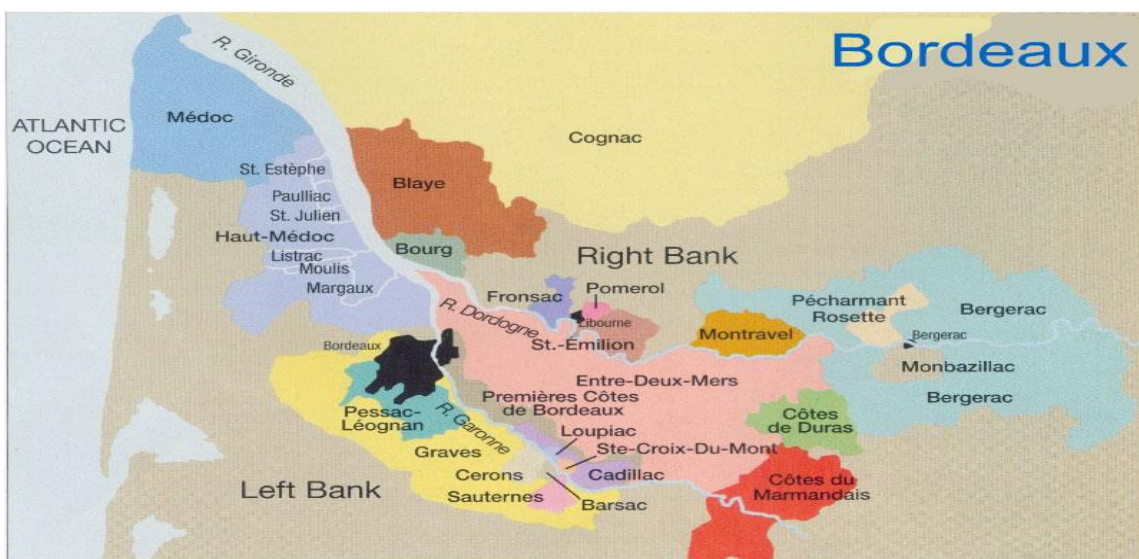 Bordeaux
R. Gironde
ATLANTIC
OCEAN
Médoc
Cognac
St. Estèphe
Blaye
Paulliac
St. Julien
Haut-Médoc
Bourg
Listrac
Moulis
Margaux
Right Bank
Fronsac
Pomerol
R. Dordogne
Libourne
St.-Émilion
Montravel
Pécharmant
Rosette
Bergerac
Bergerac
Monbazillac
Bergerac
Bordeaux
Entre-Deux-Mers
Premières Côtes
de Bordeaux
Pessac-
Léognan
R. Garonne
Côtes
de Duras
Loupiac
Graves
Ste-Croix-Du-Mont
Cerons
Cadillac
Côtes du
Marmandais
Left Bank
Sauternes
Barsac